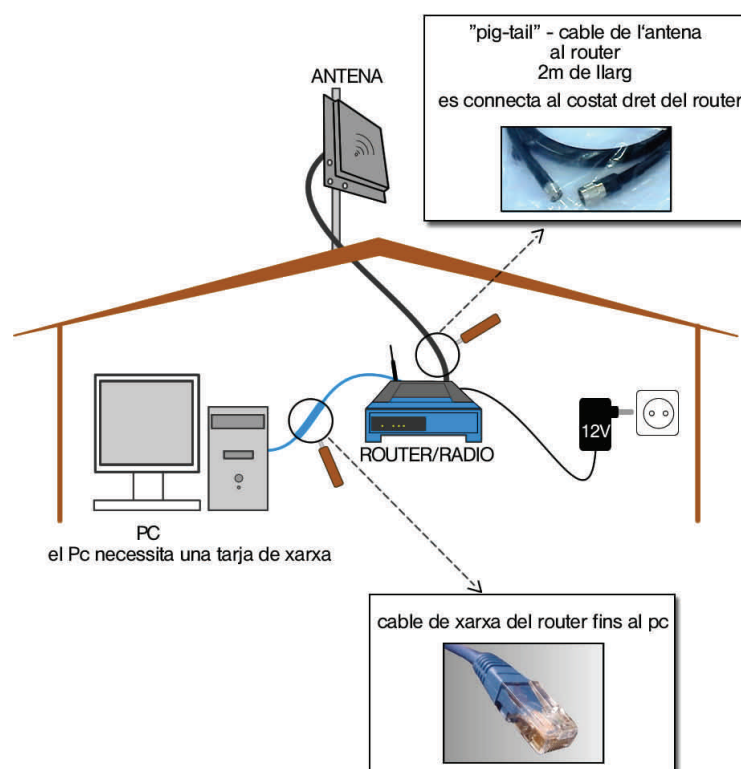 "pig-tail" - cable de l'antena
al router
2m de llarg
es connecta al costat dret del router
ANTENA
12V
ROUTER/RADIO
PC
el Pc necessita una tarja de xarxa
cable de xarxa del router fins al pc